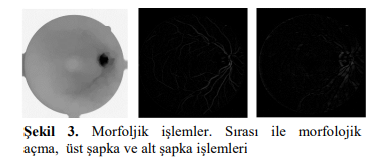 Şekil 3. Morfoljik işlemler. Sırası ile morfolojik
açma, üst şapka ve alt şapka işlemleri